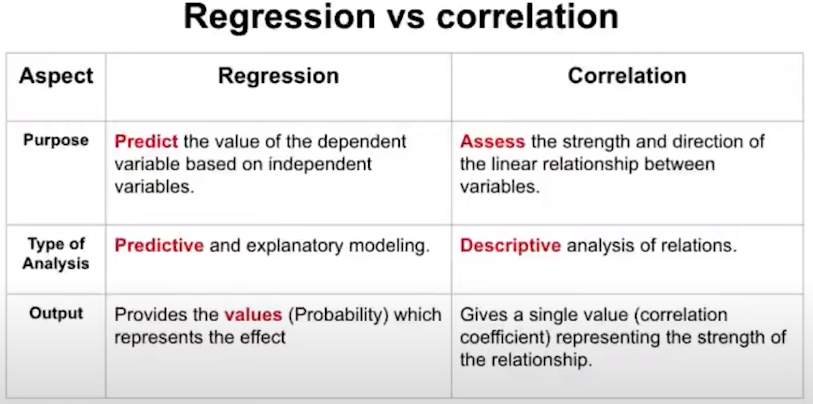 Regression vs correlation
Aspect
Regression
Correlation
Purpose
Predict the value of the dependent
variable based on independent
variables.
Assess the strength and direction of
the linear relationship between
variables.
Type of
Analysis
Predictive and explanatory modeling.
Descriptive analysis of relations.
Output
Provides the values (Probability) which
represents the effect
Gives a single value (correlation
coefficient) representing the strength of
the relationship.